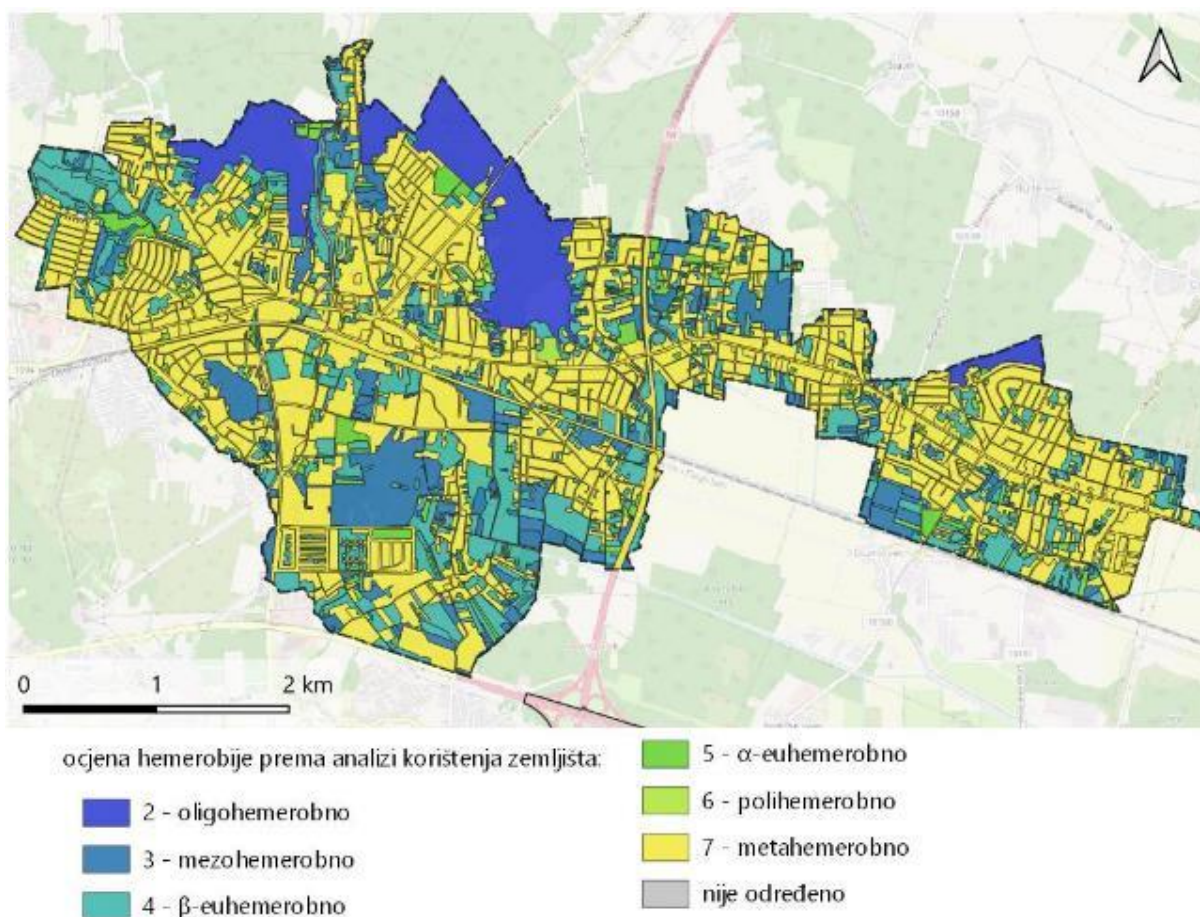 0 1 2 km
ocjena hemerobije prema analizi korištenja zemljišta:
2 - oligohemerobno
3 - mezohemerobno
4 - β-euhemerobno
5 - α-euhemerobno
6 - polihemerobno
7 - metahemerobno
nije određeno